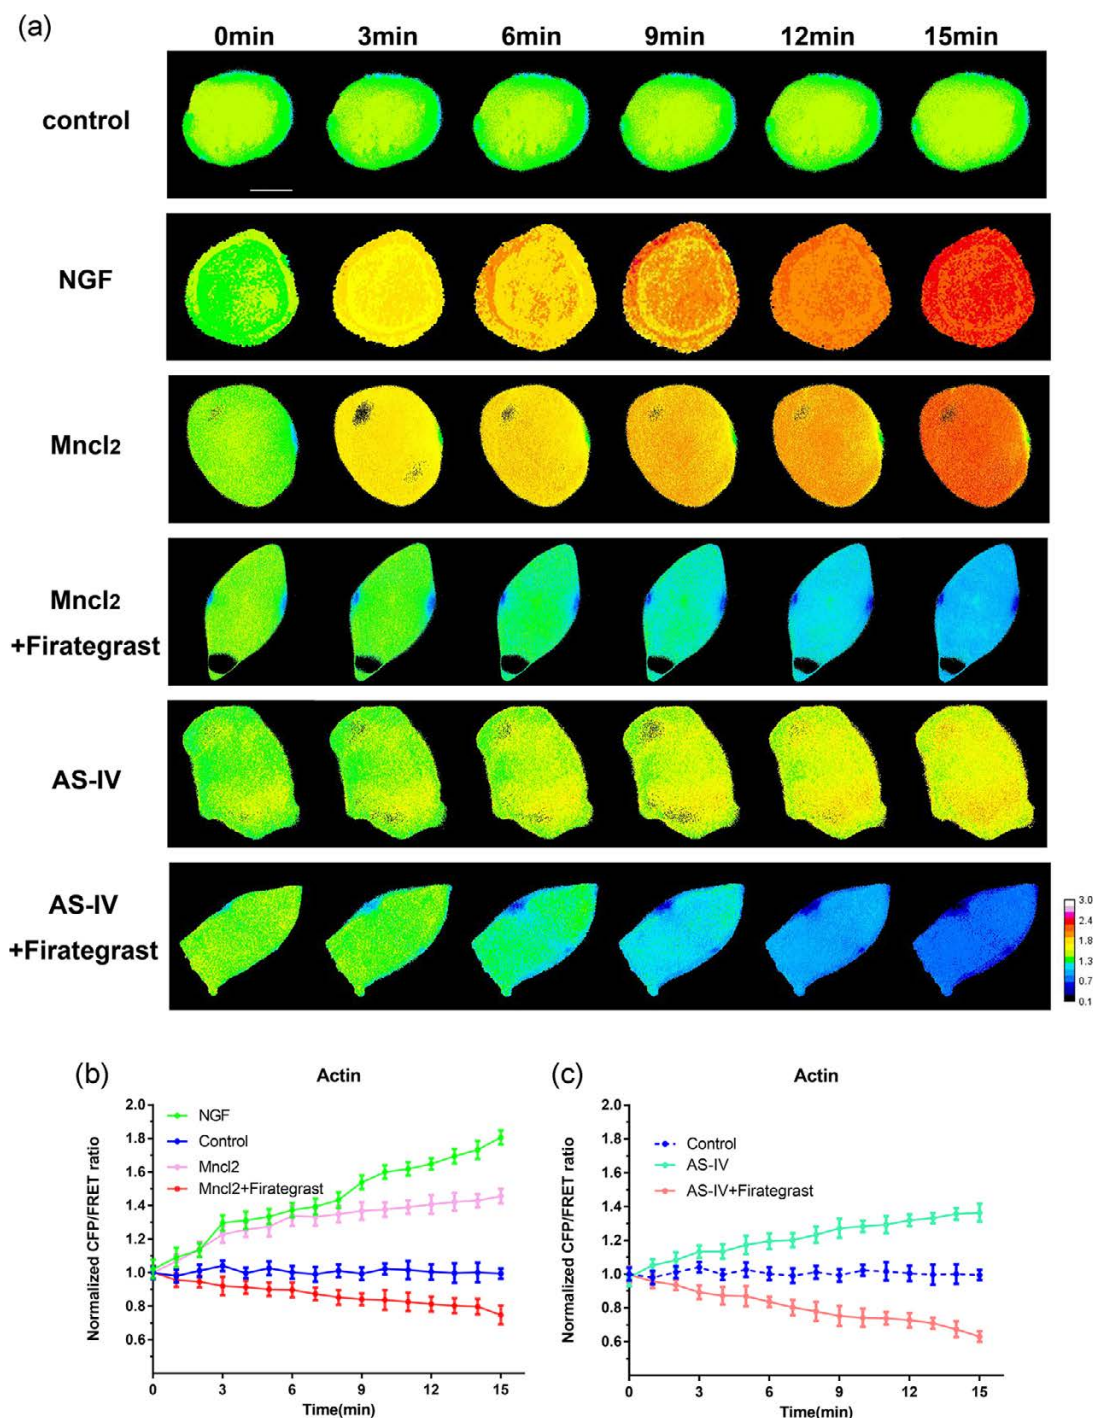 (a)
0min 3min 6min 9min 12min 15min
control
NGF
Mncl2
Mncl2
+Firategrast
AS-IV
AS-IV
+Firategrast
3.0
2.4
1.8
1.3
0.7
0.1
(b)
Actin
Normalized CFP/FRET ratio
2.0
1.8
1.6
1.4
1.2
1.0
0.8
0.6
NGF
Control
Mncl2
Mncl2+Firategrast
0 3 6 9 12 15
Time(min)
(c)
Actin
Normalized CFP/FRET ratio
2.0
1.8
1.6
1.4
1.2
1.0
0.8
0.6
Control
AS-IV
AS-IV+Firategrast
0 3 6 9 12 15
Time(min)